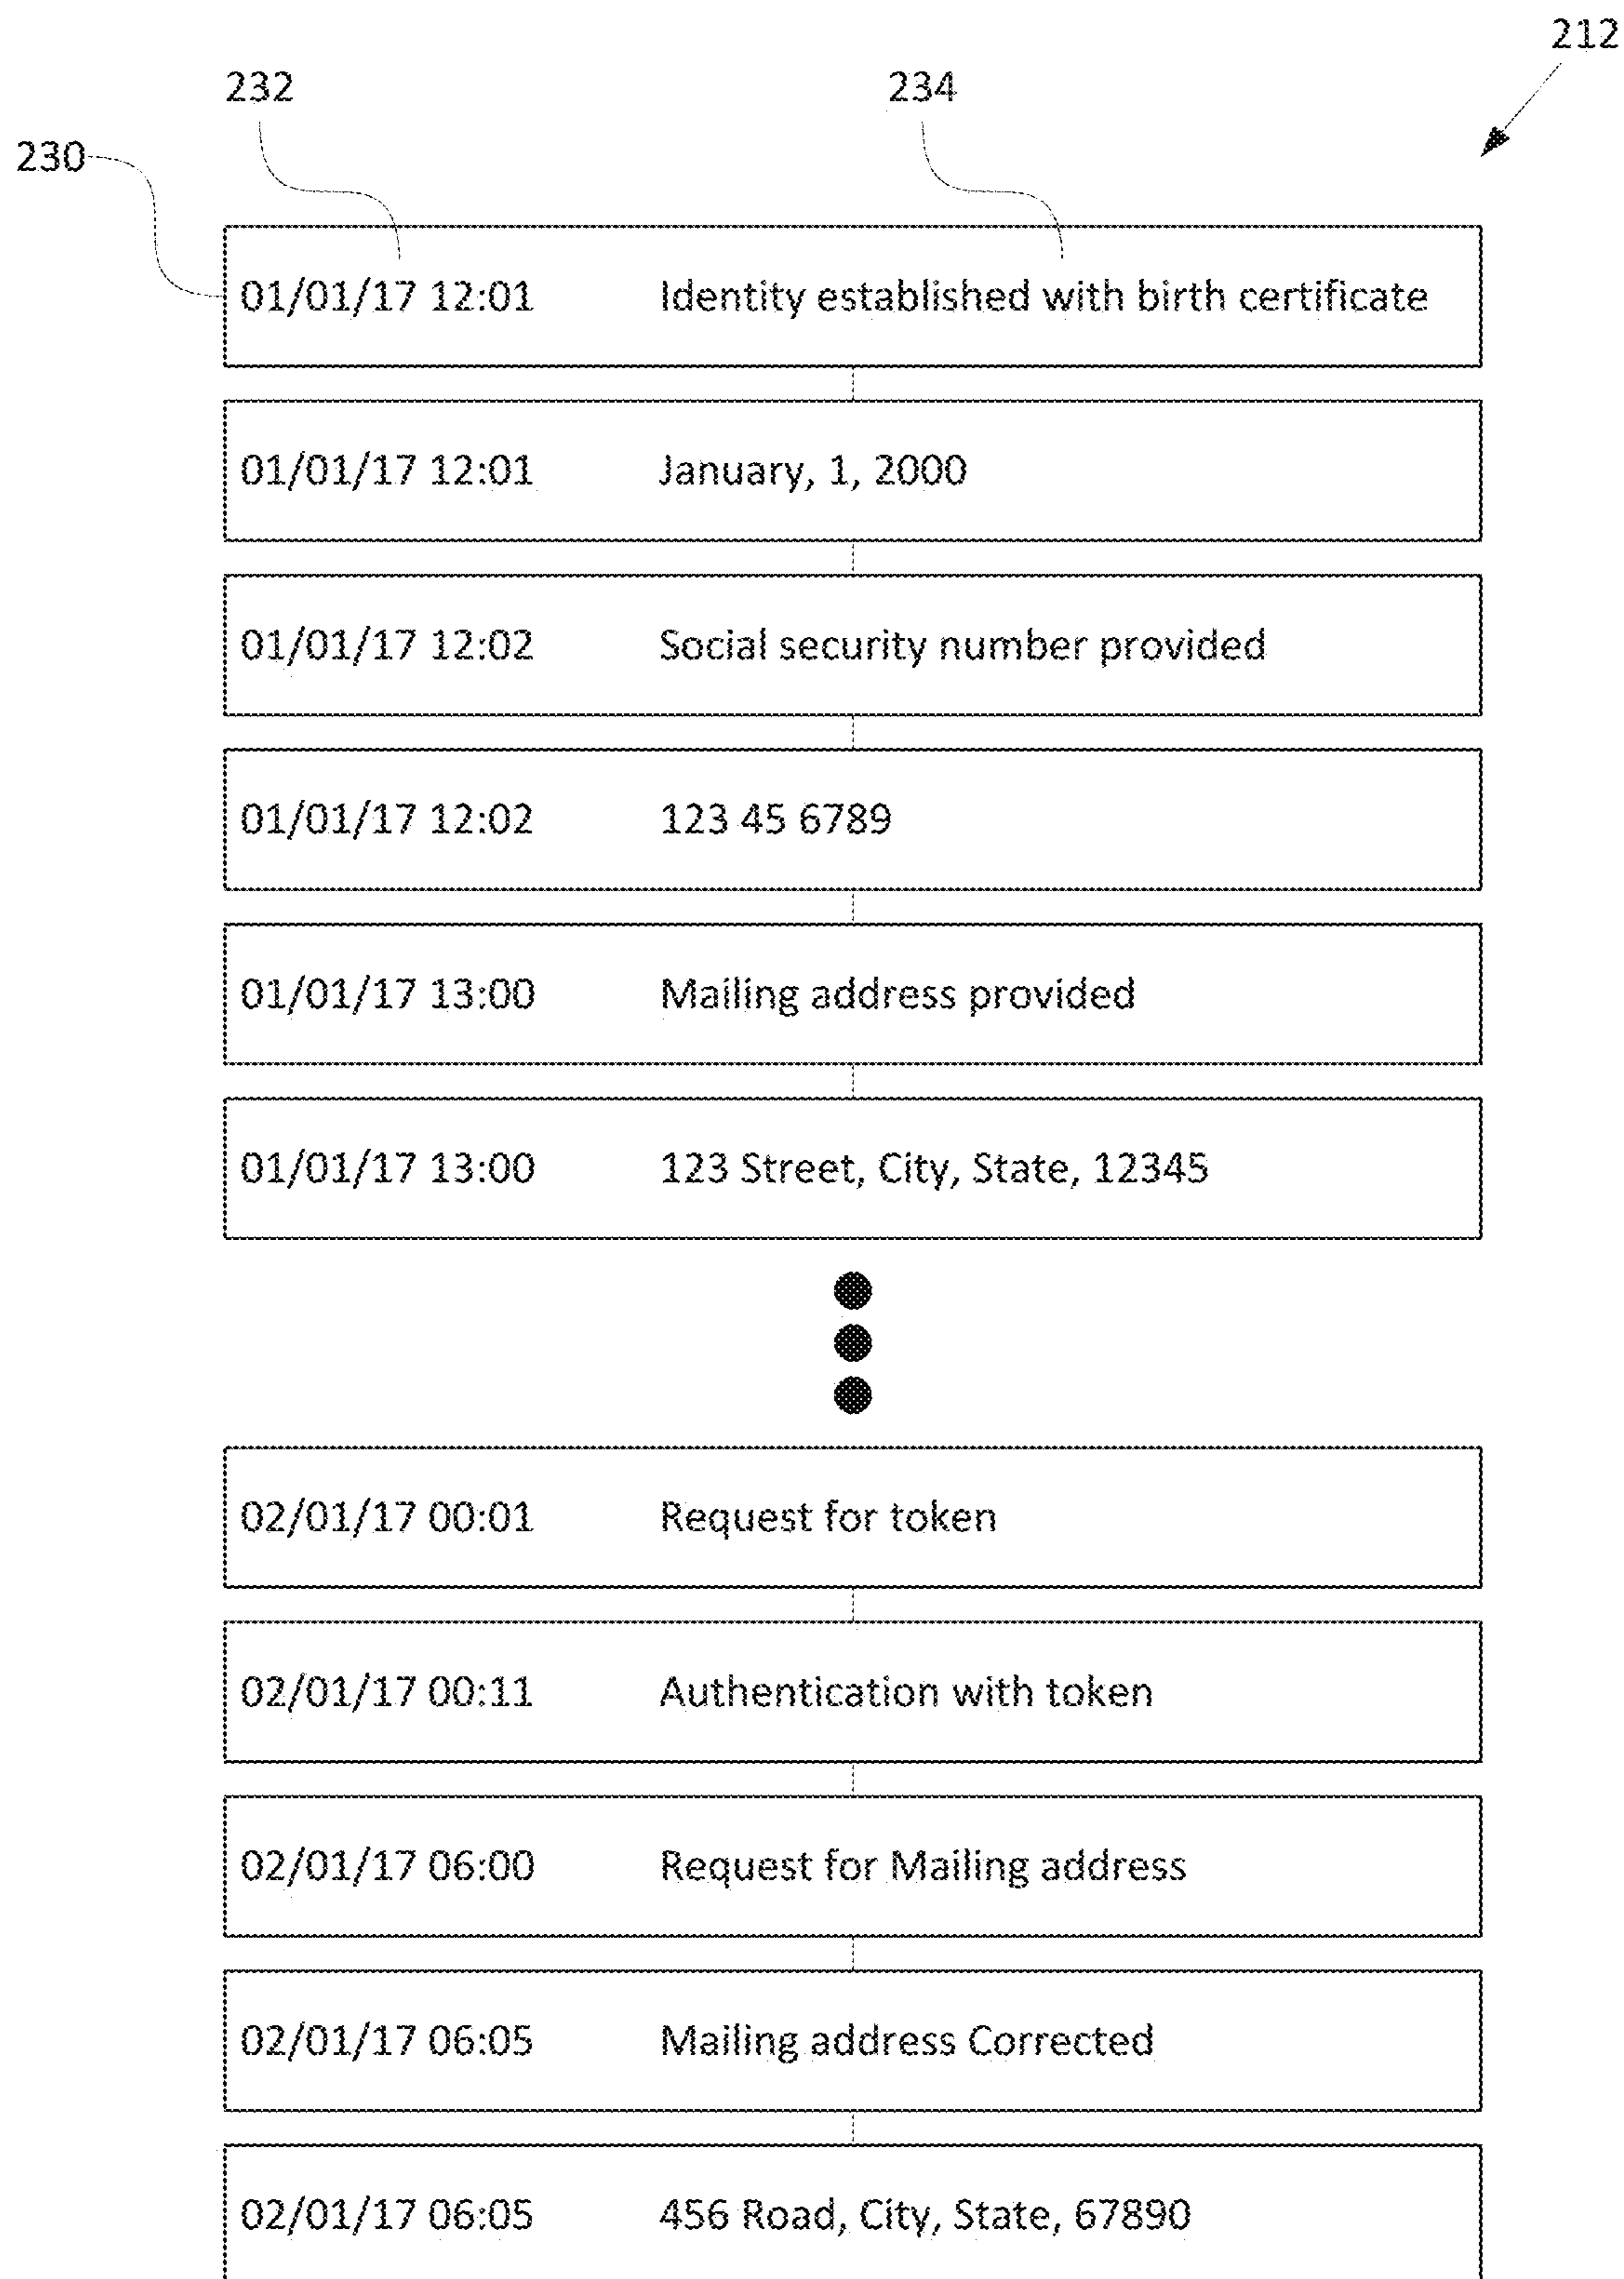 212
232
234
230
01/01/17 12:01 Identity established with birth certificate
01/01/17 12:01 January, 1, 2000
01/01/17 12:02 Social security number provided
01/01/17 12:02 123 45 6789
01/01/17 13:00 Mailing address provided
01/01/17 13:00 123 Street, City, State, 12345
02/01/17 00:01 Request for token
02/01/17 00:11 Authentication with token
02/01/17 06:00 Request for Mailing address
02/01/17 06:05 Mailing address Corrected
02/01/17 06:05 456 Road, City, State, 67890